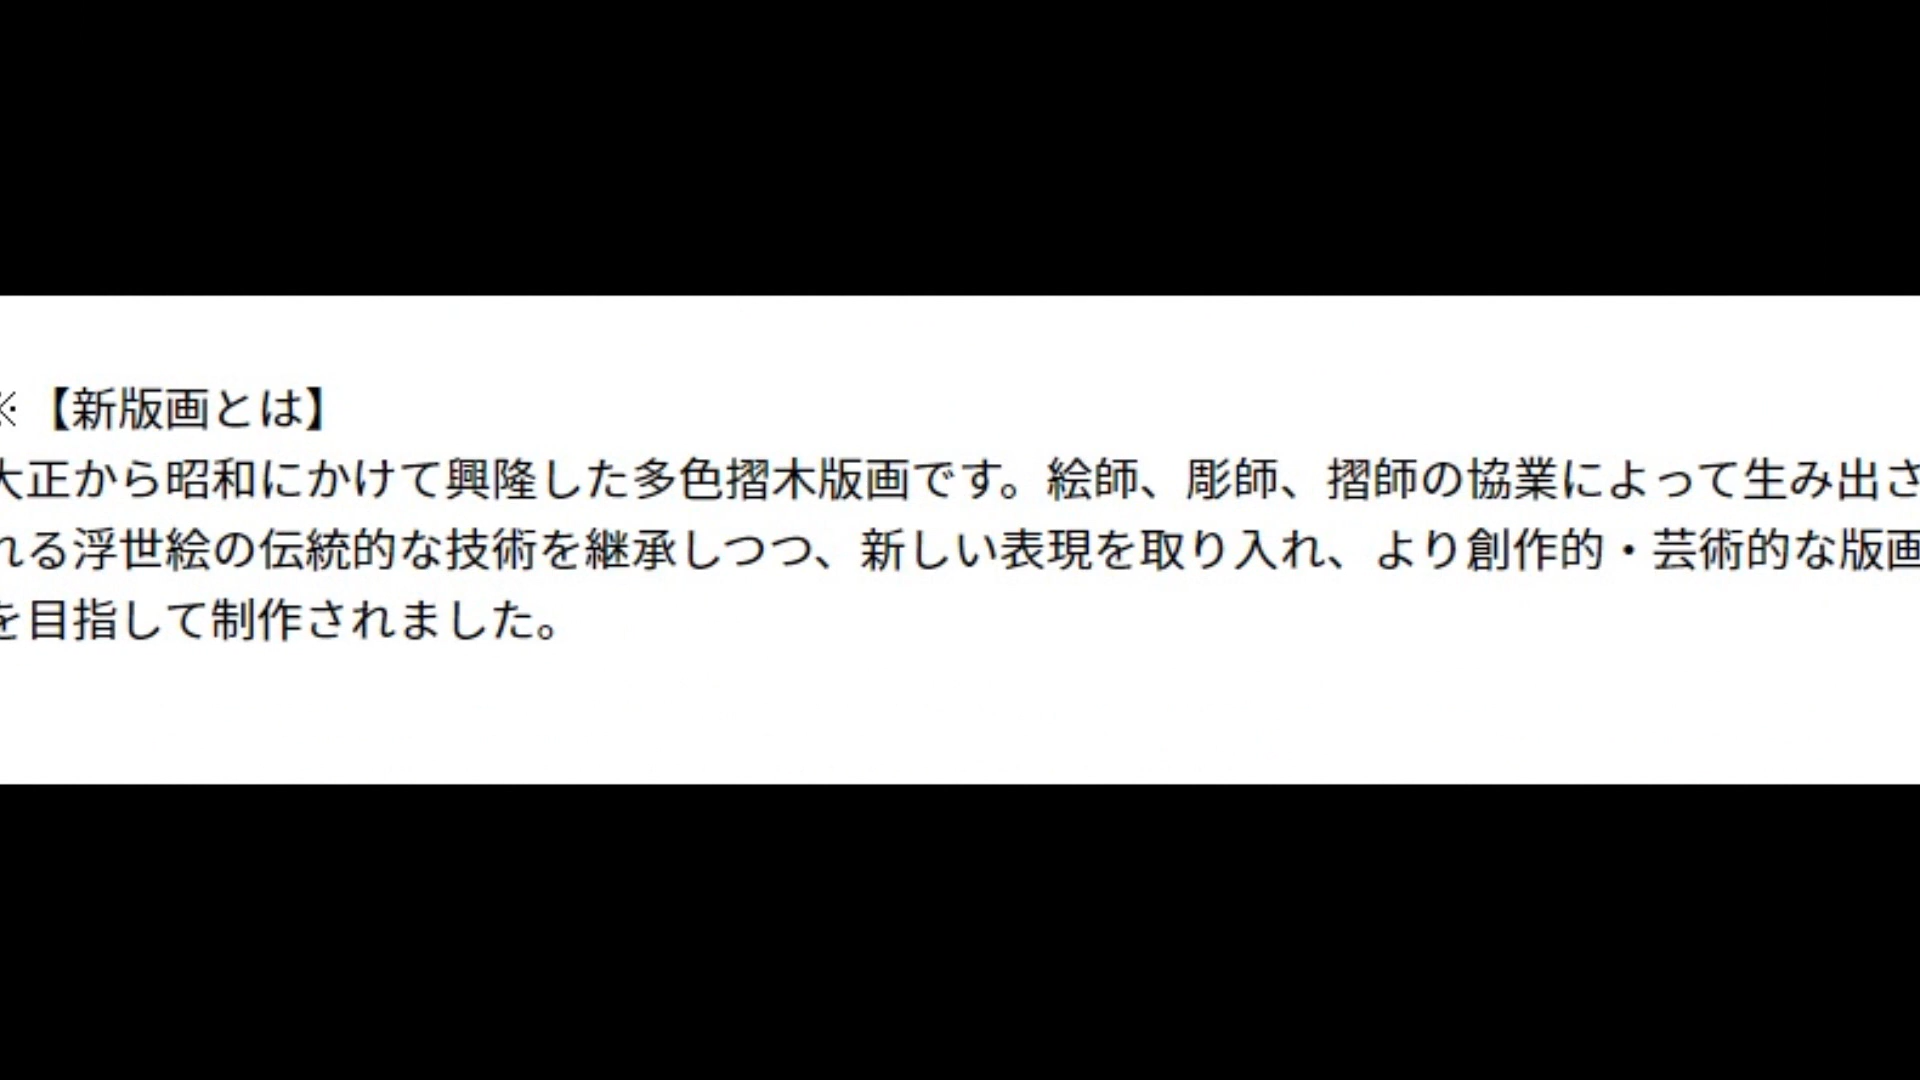 ※【新版画とは】
大正から昭和にかけて興隆した多色摺木版画です。絵師、彫師、摺師の協業によって生み出さ
れる浮世絵の伝統的な技術を継承しつつ、新しい表現を取り入れ、より創作的・芸術的な版画
を目指して制作されました。